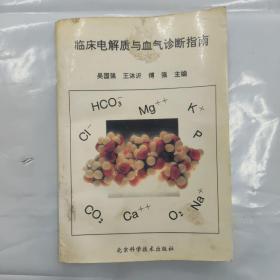 临床电解质与血气诊断指南
吴国强 王沐沂 傅强 主编
HCO₃⁻
Mg⁺⁺
K⁺
Cl⁻
P
Na⁺
CO₂
Ca⁺⁺
O₂
北京科学技术出版社